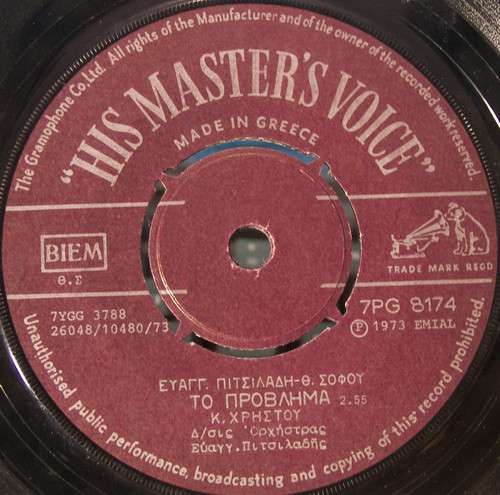 The Gramophone Co. Ltd. All rights of the Manufacturer and of the owner of the recorded work reserved.
"HIS MASTER'S VOICE"
MADE IN GREECE
BIEM
Θ.Σ
TRADE MARK REGD
7YGG 3788
26048/10480/73
7PG 8174
Ⓟ 1973 EMIAL
ΕΥΑΓΓ. ΠΙΤΣΙΛΑΔΗ-Θ. ΣΟΦΟΥ
ΤΟ ΠΡΟΒΛΗΜΑ 2.55
Κ. ΧΡΗΣΤΟΥ
Δ/σις Ὀρχήστρας
Εὐαγγ. Πιτσιλαδῆς
Unauthorised public performance, broadcasting and copying of this record prohibited.